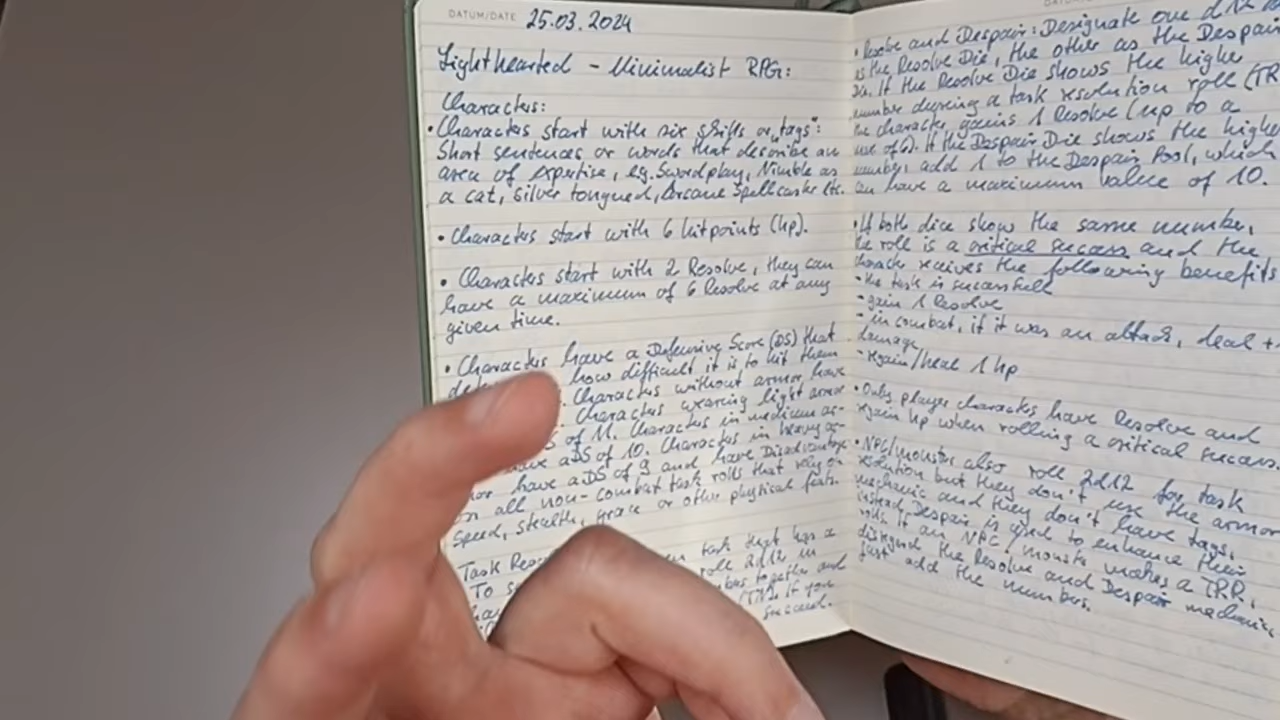 DATUM/DATE 25.03.2024
Lighthearted - Minimalist RPG:
Characters:
• Characters start with six skills or "tags":
Short sentences or words that describe an
area of expertise, eg. Swordplay, Nimble as
a cat, Silver tongued, Arcane Spellcaster etc.
• Characters start with 6 hitpoints (hp).
• Characters start with 2 Resolve, they can
have a maximum of 6 Resolve at any
given time.
• Characters have a Defensive Score (DS) that
how difficult it is to hit them
Characters without armor have
Characters wearing light armor
of 11. Characters in medium ar-
have a DS of 10. Characters in heavy ar-
mor have a DS of 9 and have Disadvantage
on all non-combat task rolls that rely on
speed, stealth, grace or other physical feats.
Task
task that has a
To
roll 2d12 in
together and
(TN). If you
succeed.
DATUM/DATE
• Resolve and Despair: Designate one d12 as
as the Resolve Die, the other as the Despair
Die. If the Resolve Die shows the higher
number during a task resolution roll (TR
the character gains 1 Resolve (up to a
max of 6). If the Despair Die shows the higher
number, add 1 to the Despair Pool, which
can have a maximum value of 10.
• If both dice show the same number,
the roll is a critical success and the
character receives the following benefits
- the task is successfull
- gain 1 Resolve
- in combat, if it was an attack, deal +
damage
- regain/heal 1 hp
• Only player characters have Resolve and
regain hp when rolling a critical success
• NPC/monsters also roll 2d12 for task
resolution but they don't use the armor
mechanic and they don't have tags,
instead Despair is used to enhance their
rolls. If an NPC/monster makes a TRR,
disregard the Resolve and Despair mechanic
just add the numbers.